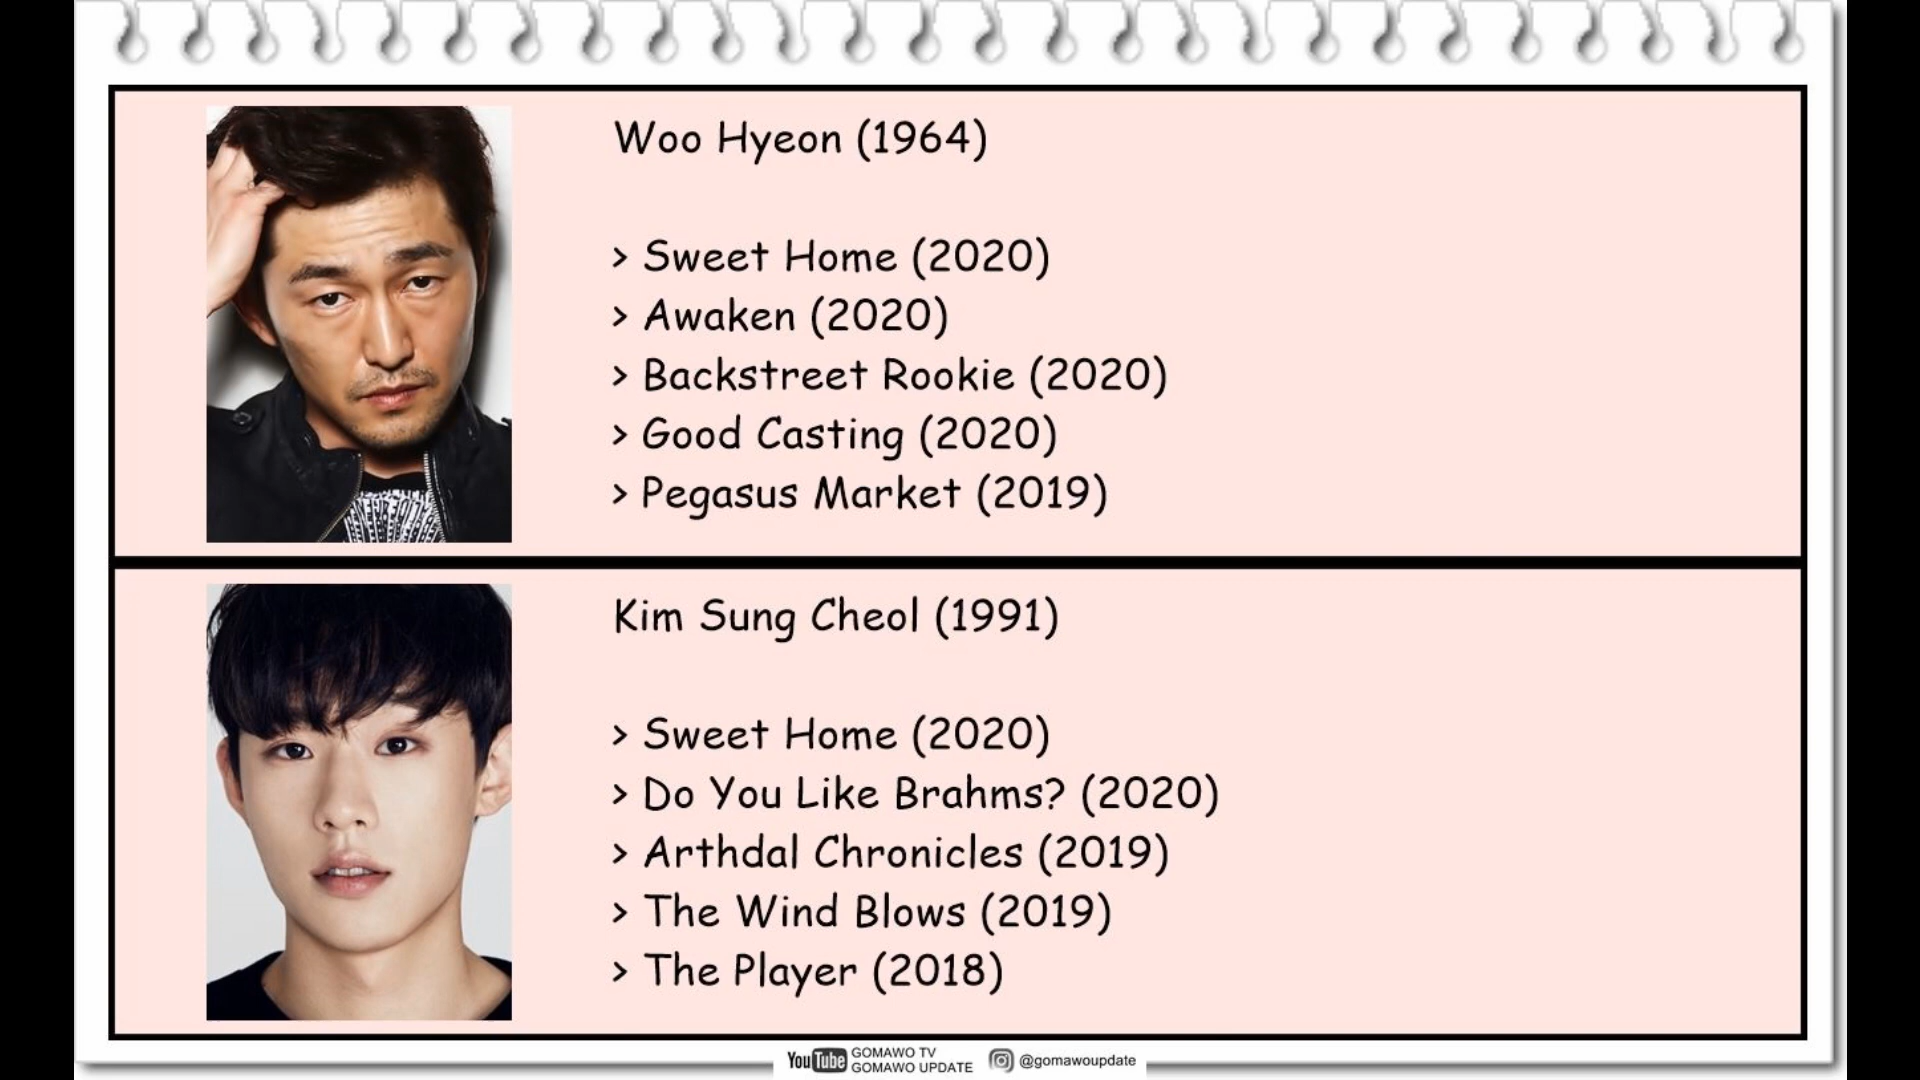 Woo Hyeon (1964)
> Sweet Home (2020)
> Awaken (2020)
> Backstreet Rookie (2020)
> Good Casting (2020)
> Pegasus Market (2019)
Kim Sung Cheol (1991)
> Sweet Home (2020)
> Do You Like Brahms? (2020)
> Arthdal Chronicles (2019)
> The Wind Blows (2019)
> The Player (2018)
YouTube GOMAWO TV
GOMAWO UPDATE
@gomawoupdate